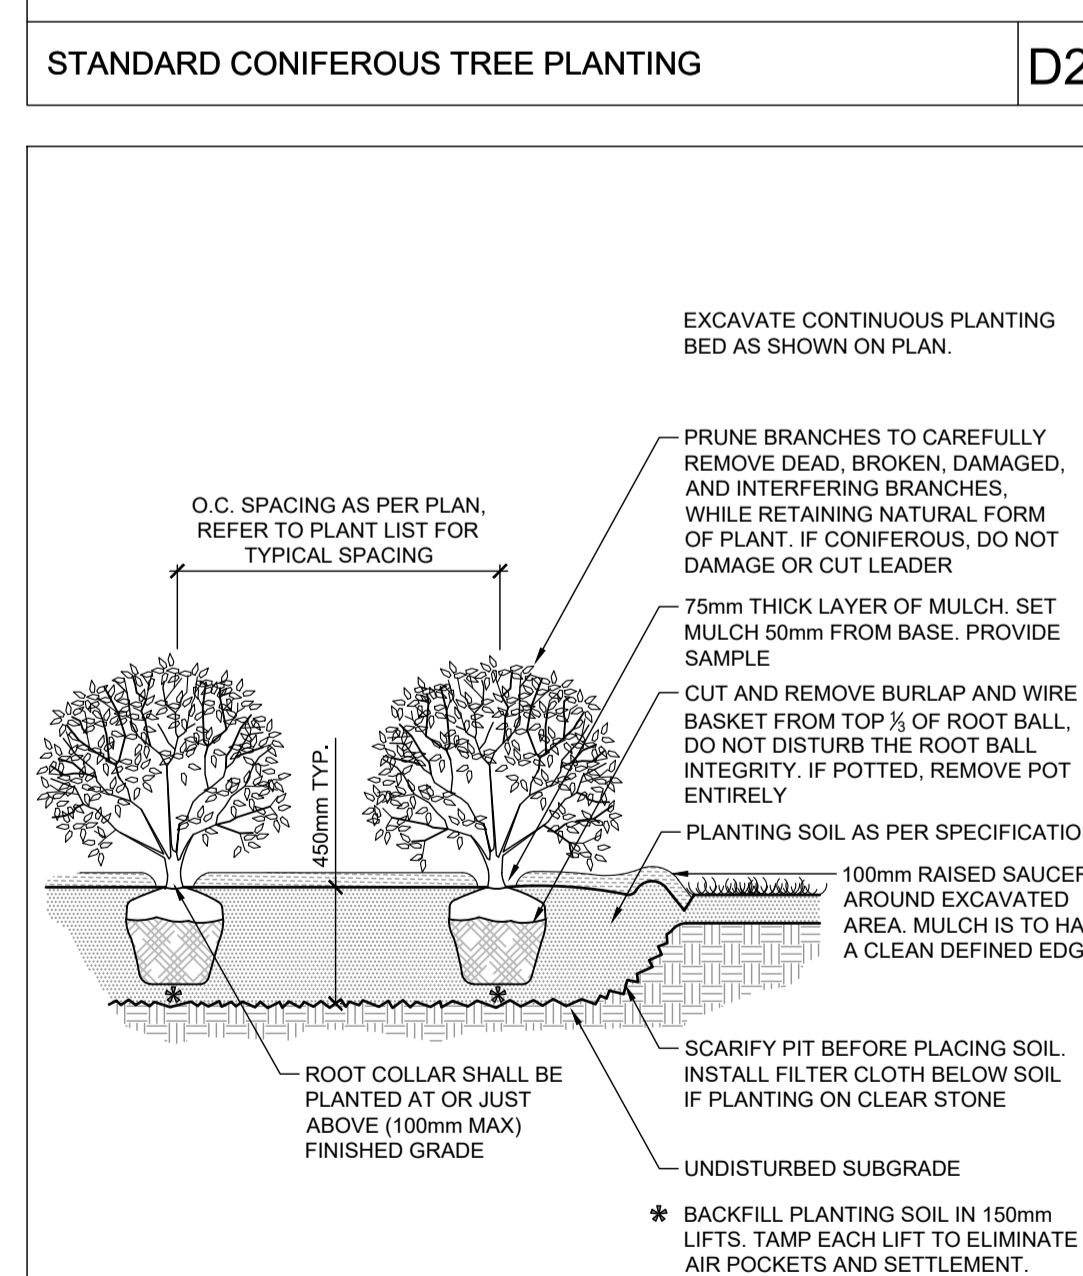 STANDARD CONIFEROUS TREE PLANTING
D2
EXCAVATE CONTINUOUS PLANTING
BED AS SHOWN ON PLAN.
PRUNE BRANCHES TO CAREFULLY
REMOVE DEAD, BROKEN, DAMAGED,
AND INTERFERING BRANCHES,
WHILE RETAINING NATURAL FORM
OF PLANT. IF CONIFEROUS, DO NOT
DAMAGE OR CUT LEADER
O.C. SPACING AS PER PLAN,
REFER TO PLANT LIST FOR
TYPICAL SPACING
75mm THICK LAYER OF MULCH. SET
MULCH 50mm FROM BASE. PROVIDE
SAMPLE
CUT AND REMOVE BURLAP AND WIRE
BASKET FROM TOP ⅓ OF ROOT BALL,
DO NOT DISTURB THE ROOT BALL
INTEGRITY. IF POTTED, REMOVE POT
ENTIRELY
450mm TYP.
PLANTING SOIL AS PER SPECIFICATIO
100mm RAISED SAUCER
AROUND EXCAVATED
AREA. MULCH IS TO HA
A CLEAN DEFINED EDG
SCARIFY PIT BEFORE PLACING SOIL.
INSTALL FILTER CLOTH BELOW SOIL
IF PLANTING ON CLEAR STONE
ROOT COLLAR SHALL BE
PLANTED AT OR JUST
ABOVE (100mm MAX)
FINISHED GRADE
UNDISTURBED SUBGRADE
* BACKFILL PLANTING SOIL IN 150mm
LIFTS. TAMP EACH LIFT TO ELIMINATE
AIR POCKETS AND SETTLEMENT.